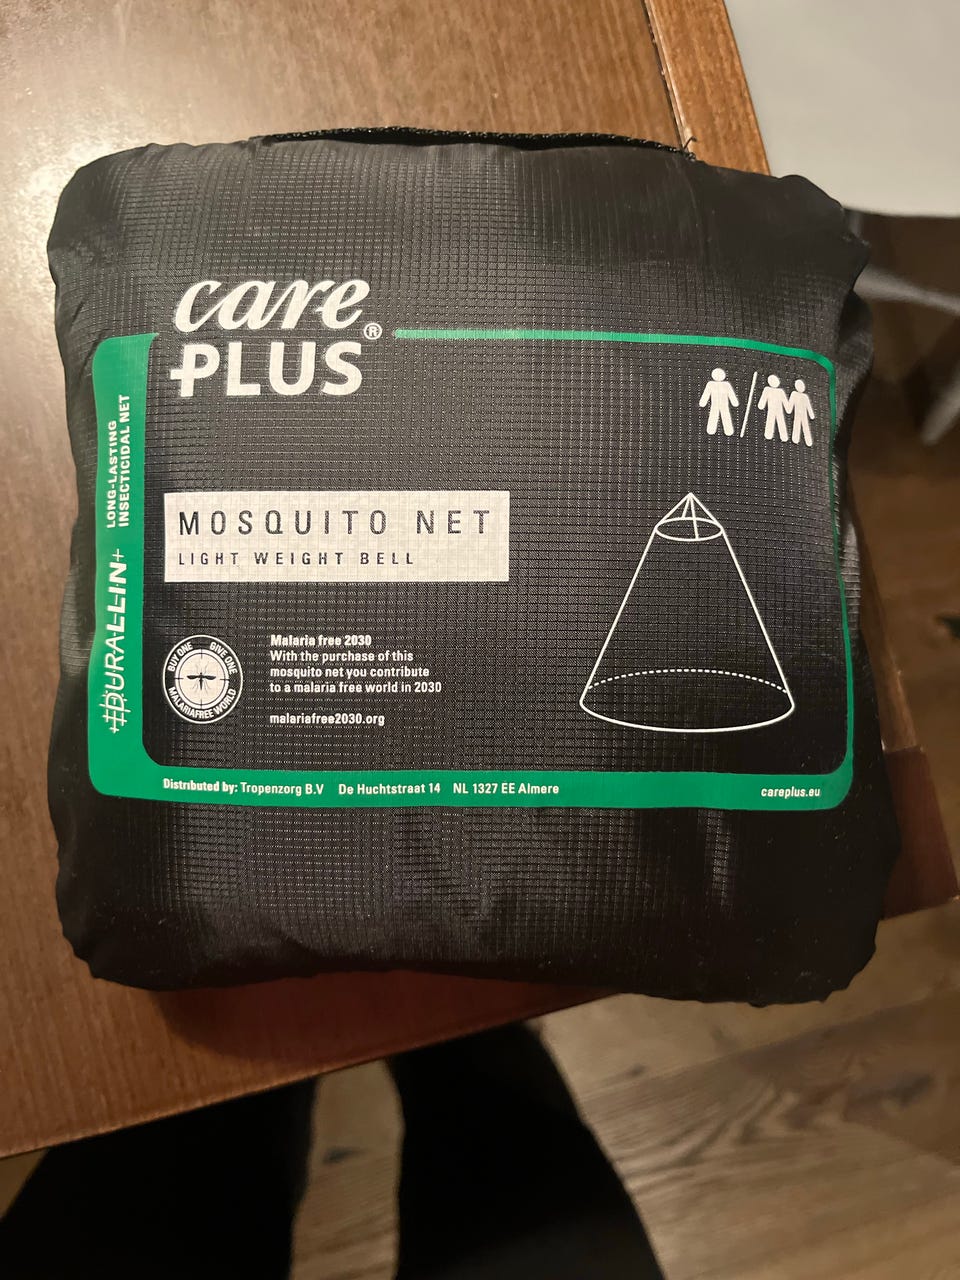 care
PLUS®
LONG-LASTING
INSECTICIDAL NET
#DURALLIN+
MOSQUITO NET
LIGHT WEIGHT BELL
BUY ONE GIVE ONE
MALARIAFREE WORLD
Malaria free 2030
With the purchase of this
mosquito net you contribute
to a malaria free world in 2030
malariafree2030.org
Distributed by: Tropenzorg B.V De Huchtstraat 14 NL 1327 EE Almere
careplus.eu